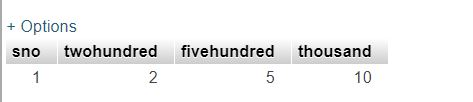 + Options
sno twohundred fivehundred thousand
1 2 5 10